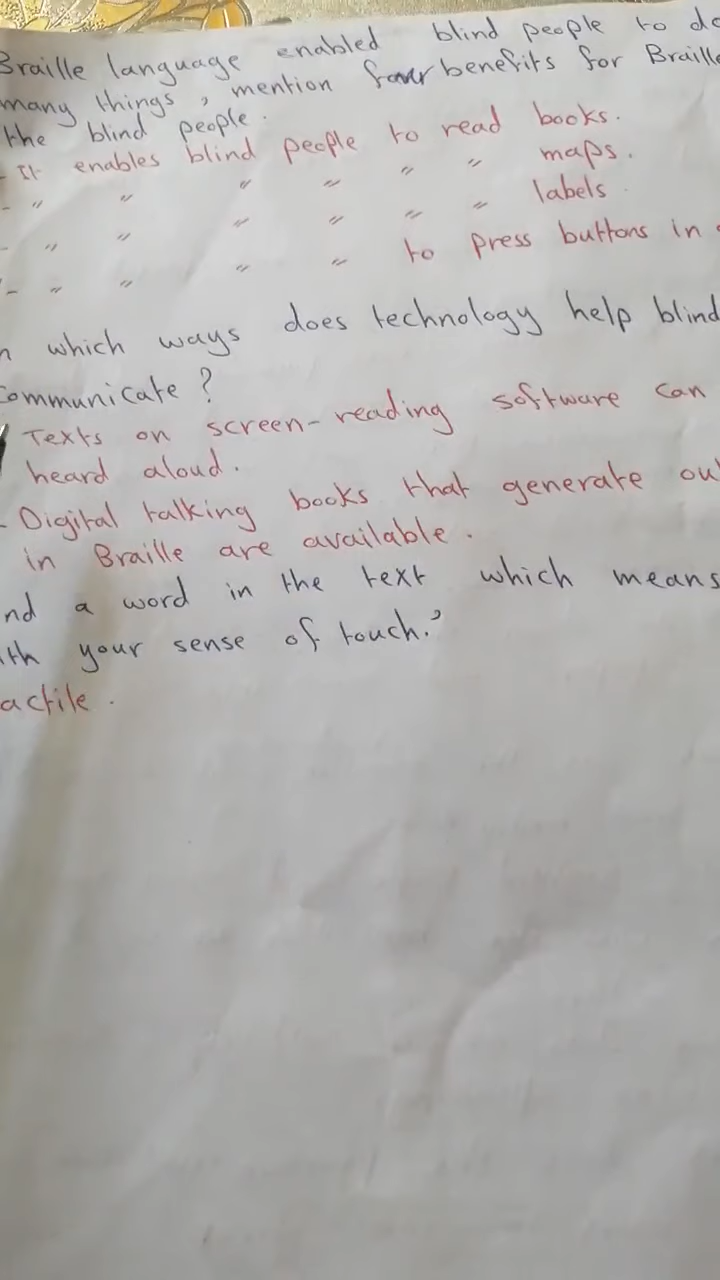 Braille language enabled blind people to do
many things, mention four benefits for Braille
the blind people.
- It enables blind people to read books.
- " " " " " " maps.
- " " " " " " labels.
- " " " " to press buttons in
which ways does technology help blind
communicate?
Texts on screen-reading software can
heard aloud.
- Digital talking books that generate out
in Braille are available.
a word in the text which means
your sense of touch.'
actile.